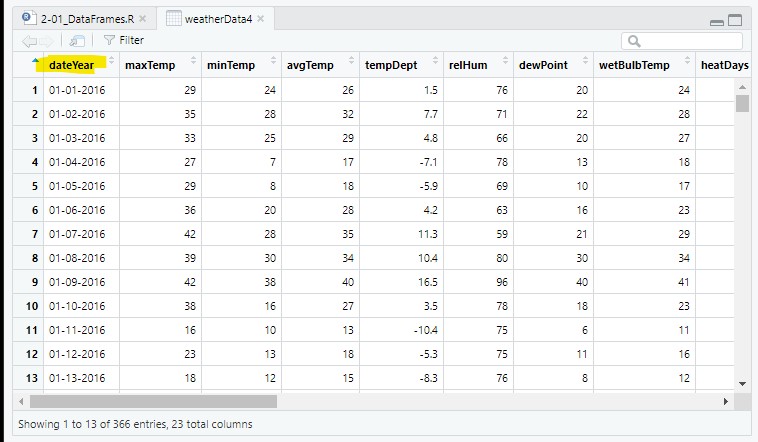 2-01_DataFrames.R weatherData4
Filter
dateYear maxTemp minTemp avgTemp tempDept relHum dewPoint wetBulbTemp heatDays
1 01-01-2016 29 24 26 1.5 76 20 24
2 01-02-2016 35 28 32 7.7 71 22 28
3 01-03-2016 33 25 29 4.8 66 20 27
4 01-04-2016 27 7 17 -7.1 78 13 18
5 01-05-2016 29 8 18 -5.9 69 10 17
6 01-06-2016 36 20 28 4.2 63 16 23
7 01-07-2016 42 28 35 11.3 59 21 29
8 01-08-2016 39 30 34 10.4 80 30 34
9 01-09-2016 42 38 40 16.5 96 40 41
10 01-10-2016 38 16 27 3.5 78 18 23
11 01-11-2016 16 10 13 -10.4 75 6 11
12 01-12-2016 23 13 18 -5.3 75 11 16
13 01-13-2016 18 12 15 -8.3 76 8 12
Showing 1 to 13 of 366 entries, 23 total columns